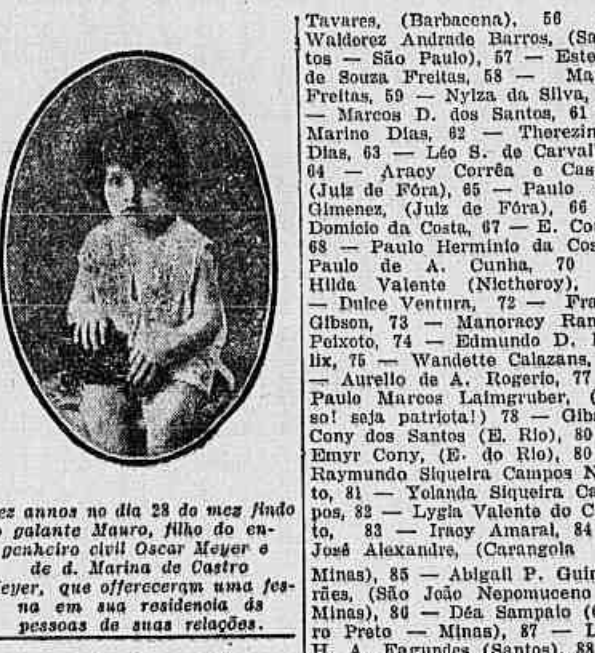 ez annos no dia 28 do mez findo
galante Mauro, filho do en-
genheiro civil Oscar Meyer e
de d. Marina de Castro
eyer, que offereceram uma fes-
na em sua residencia ás
pessoas de suas relações.
Tavares, (Barbacena), 56
Walderez Andrade Barros, (Sa
tos — São Paulo), 57 — Este
de Souza Freitas, 58 — Ma
Freitas, 59 — Nylza da Silva,
— Marcos D. dos Santos, 61
Marino Dias, 62 — Therezin
Dias, 63 — Léo S. de Carval
64 — Aracy Corrêa e Cas
(Juiz de Fóra), 65 — Paulo
Gimenez, (Juiz de Fóra), 66
Domicio da Costa, 67 — E. Co
68 — Paulo Herminio da Cos
Paulo de A. Cunha, 70
Hilda Valente (Nictheroy),
— Dulce Ventura, 72 — Fra
Gibson, 73 — Manoracy Ran
Peixoto, 74 — Edmundo D.
lix, 75 — Wandette Calazans,
— Aurelio de A. Rogerio, 77
Paulo Marcos Laimgruber, (
so! seja patriota!) 78 — Gibs
Cony dos Santos (E. Rio), 80
Emyr Cony, (E. do Rio), 80
Raymundo Siqueira Campos N
to, 81 — Yolanda Siqueira Ca
pos, 82 — Lygia Valente do C
to, 83 — Iracy Amaral, 84
José Alexandre, (Carangola
Minas), 85 — Abigail P. Guim
rães, (São João Nepomuceno
Minas), 86 — Déa Sampaio (
ro Preto — Minas), 87 — L
H. A. Fagundes (Santos), 88